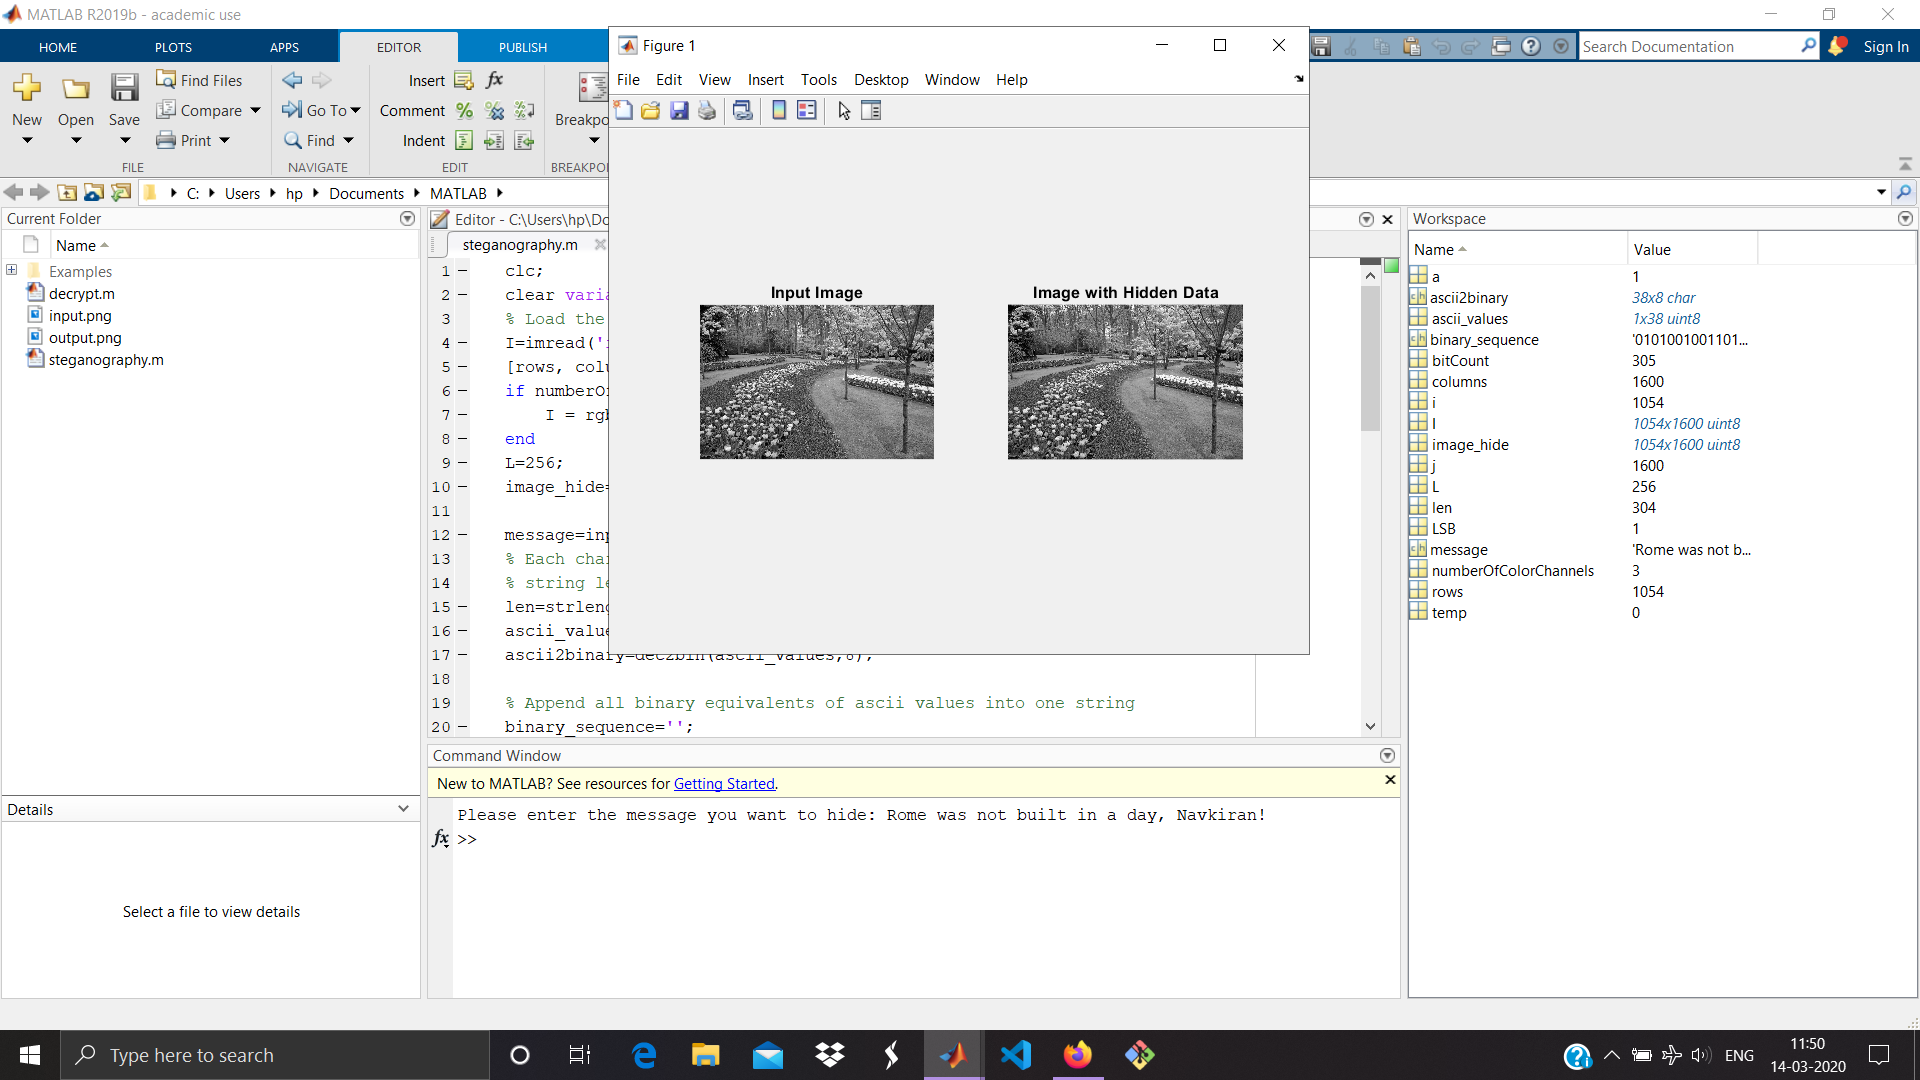 MATLAB R2019b - academic use
HOME PLOTS APPS EDITOR PUBLISH
Search Documentation
Sign In
New Open Save
Find Files
Compare
Print
FILE
Go To
Find
NAVIGATE
Insert
Comment
Indent
EDIT
Breakpo
BREAKPO
C: Users hp Documents MATLAB
Current Folder
Name
Examples
decrypt.m
input.png
output.png
steganography.m
Details
Select a file to view details
Editor - C:\Users\hp\Do
steganography.m
1 clc;
2 clear varia
3 % Load the
4 I=imread('
5 [rows, colu
6 if numberO
7 I = rgb
8 end
9 L=256;
10 image_hide=
11
12 message=inp
13 % Each cha
14 % string le
15 len=strleng
16 ascii_value
17 ascii2binary=dec2bin(ascii_values,8);
18
19 % Append all binary equivalents of ascii values into one string
20 binary_sequence='';
Figure 1
File Edit View Insert Tools Desktop Window Help
Input Image
Image with Hidden Data
Command Window
New to MATLAB? See resources for Getting Started.
Please enter the message you want to hide: Rome was not built in a day, Navkiran!
fx >>
Workspace
Name Value
a 1
ascii2binary 38x8 char
ascii_values 1x38 uint8
binary_sequence '0101001001101...
bitCount 305
columns 1600
i 1054
I 1054x1600 uint8
image_hide 1054x1600 uint8
j 1600
L 256
len 304
LSB 1
message 'Rome was not b...
numberOfColorChannels 3
rows 1054
temp 0
Type here to search
ENG
11:50
14-03-2020